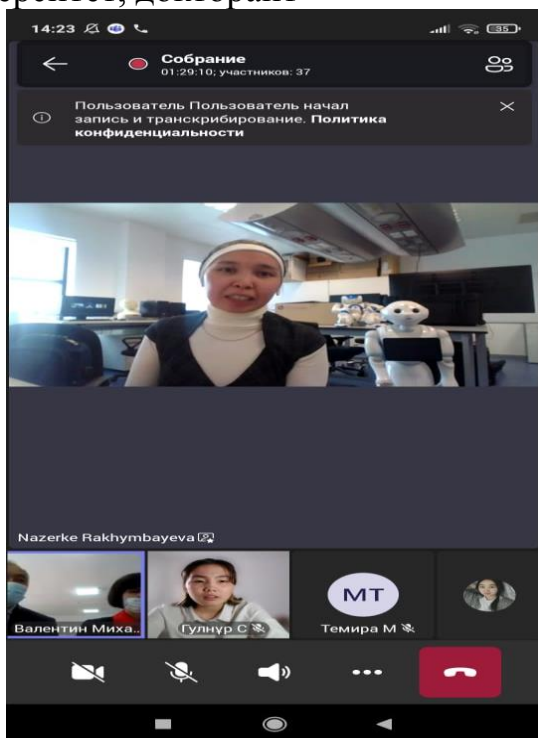 14:23
35
Собрание
01:29:10; участников: 37
Пользователь Пользователь начал
запись и транскрибирование. Политика
конфиденциальности
Nazerke Rakhymbayeva
Валентин Миха..
Гулнұр С
МТ
Темира М